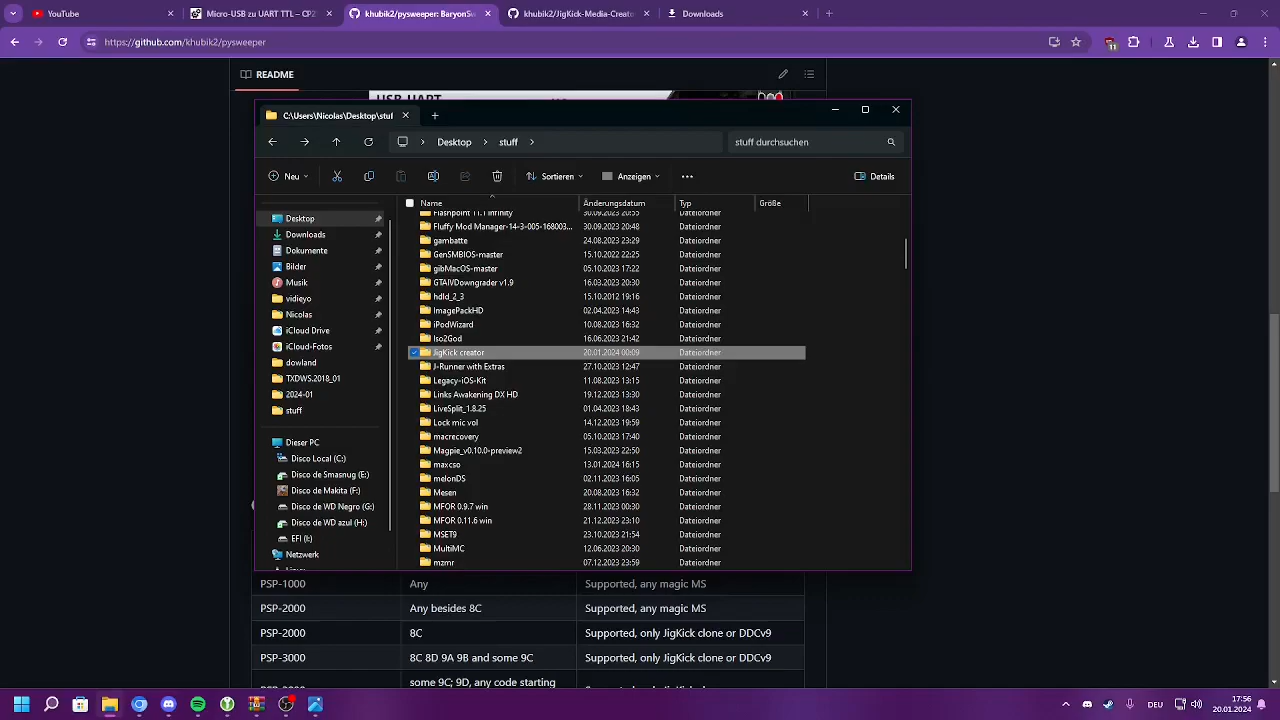 YouTube
Micro-USB zu UART TTL – CP2
khubik2/pysweeper: BaryonSw
khubik2/JigKick-Media-Creato
Downloads
https://github.com/khubik2/pysweeper
11
README
USB UART
C:\Users\Nicolas\Desktop\stuf
Desktop
stuff
stuff durchsuchen
Neu
Sortieren
Anzeigen
Details
Name Änderungsdatum Typ Größe
Flashpoint 11.1 Infinity 30.09.2023 20:55 Dateiordner
Fluffy Mod Manager-14-3-005-168003... 30.09.2023 20:48 Dateiordner
gambatte 24.08.2023 23:29 Dateiordner
GenSMBIOS-master 15.10.2022 22:25 Dateiordner
gibMacOS-master 05.10.2023 17:22 Dateiordner
GTAIVDowngrader v1.9 16.03.2023 20:30 Dateiordner
hdld_2_3 15.10.2012 19:16 Dateiordner
ImagePackHD 02.04.2023 14:43 Dateiordner
iPodWizard 10.08.2023 16:32 Dateiordner
Iso2God 16.06.2023 21:42 Dateiordner
JigKick creator 20.01.2024 00:09 Dateiordner
J-Runner with Extras 27.10.2023 12:47 Dateiordner
Legacy-iOS-Kit 11.08.2023 13:15 Dateiordner
Links Awakening DX HD 19.12.2023 13:30 Dateiordner
LiveSplit_1.8.25 01.04.2023 18:43 Dateiordner
Lock mic vol 14.12.2023 19:59 Dateiordner
macrecovery 05.10.2023 17:40 Dateiordner
Magpie_v0.10.0-preview2 15.03.2023 22:50 Dateiordner
maxcso 13.01.2024 16:15 Dateiordner
melonDS 02.11.2023 16:05 Dateiordner
Mesen 20.08.2023 16:32 Dateiordner
MFOR 0.9.7 win 28.11.2023 00:30 Dateiordner
MFOR 0.11.6 win 21.12.2023 23:10 Dateiordner
MSET9 23.10.2023 21:54 Dateiordner
MultiMC 12.06.2023 20:30 Dateiordner
mzmr 07.12.2023 23:59 Dateiordner
Desktop
Downloads
Dokumente
Bilder
Musik
vidieyo
Nicolas
iCloud Drive
iCloud-Fotos
dowland
TXDWS.2018_01
2024-01
stuff
Dieser PC
Disco Local (C:)
Disco de Smasnug (E:)
Disco de Makita (F:)
Disco de WD Negro (G:)
Disco de WD azul (H:)
EFI (I:)
Netzwerk
Linux
PSP-1000 Any Supported, any magic MS
PSP-2000 Any besides 8C Supported, any magic MS
PSP-2000 8C Supported, only JigKick clone or DDCv9
PSP-3000 8C 8D 9A 9B and some 9C Supported, only JigKick clone or DDCv9
some 9C; 9D, any code starting
DEU
17:56
20.01.2024